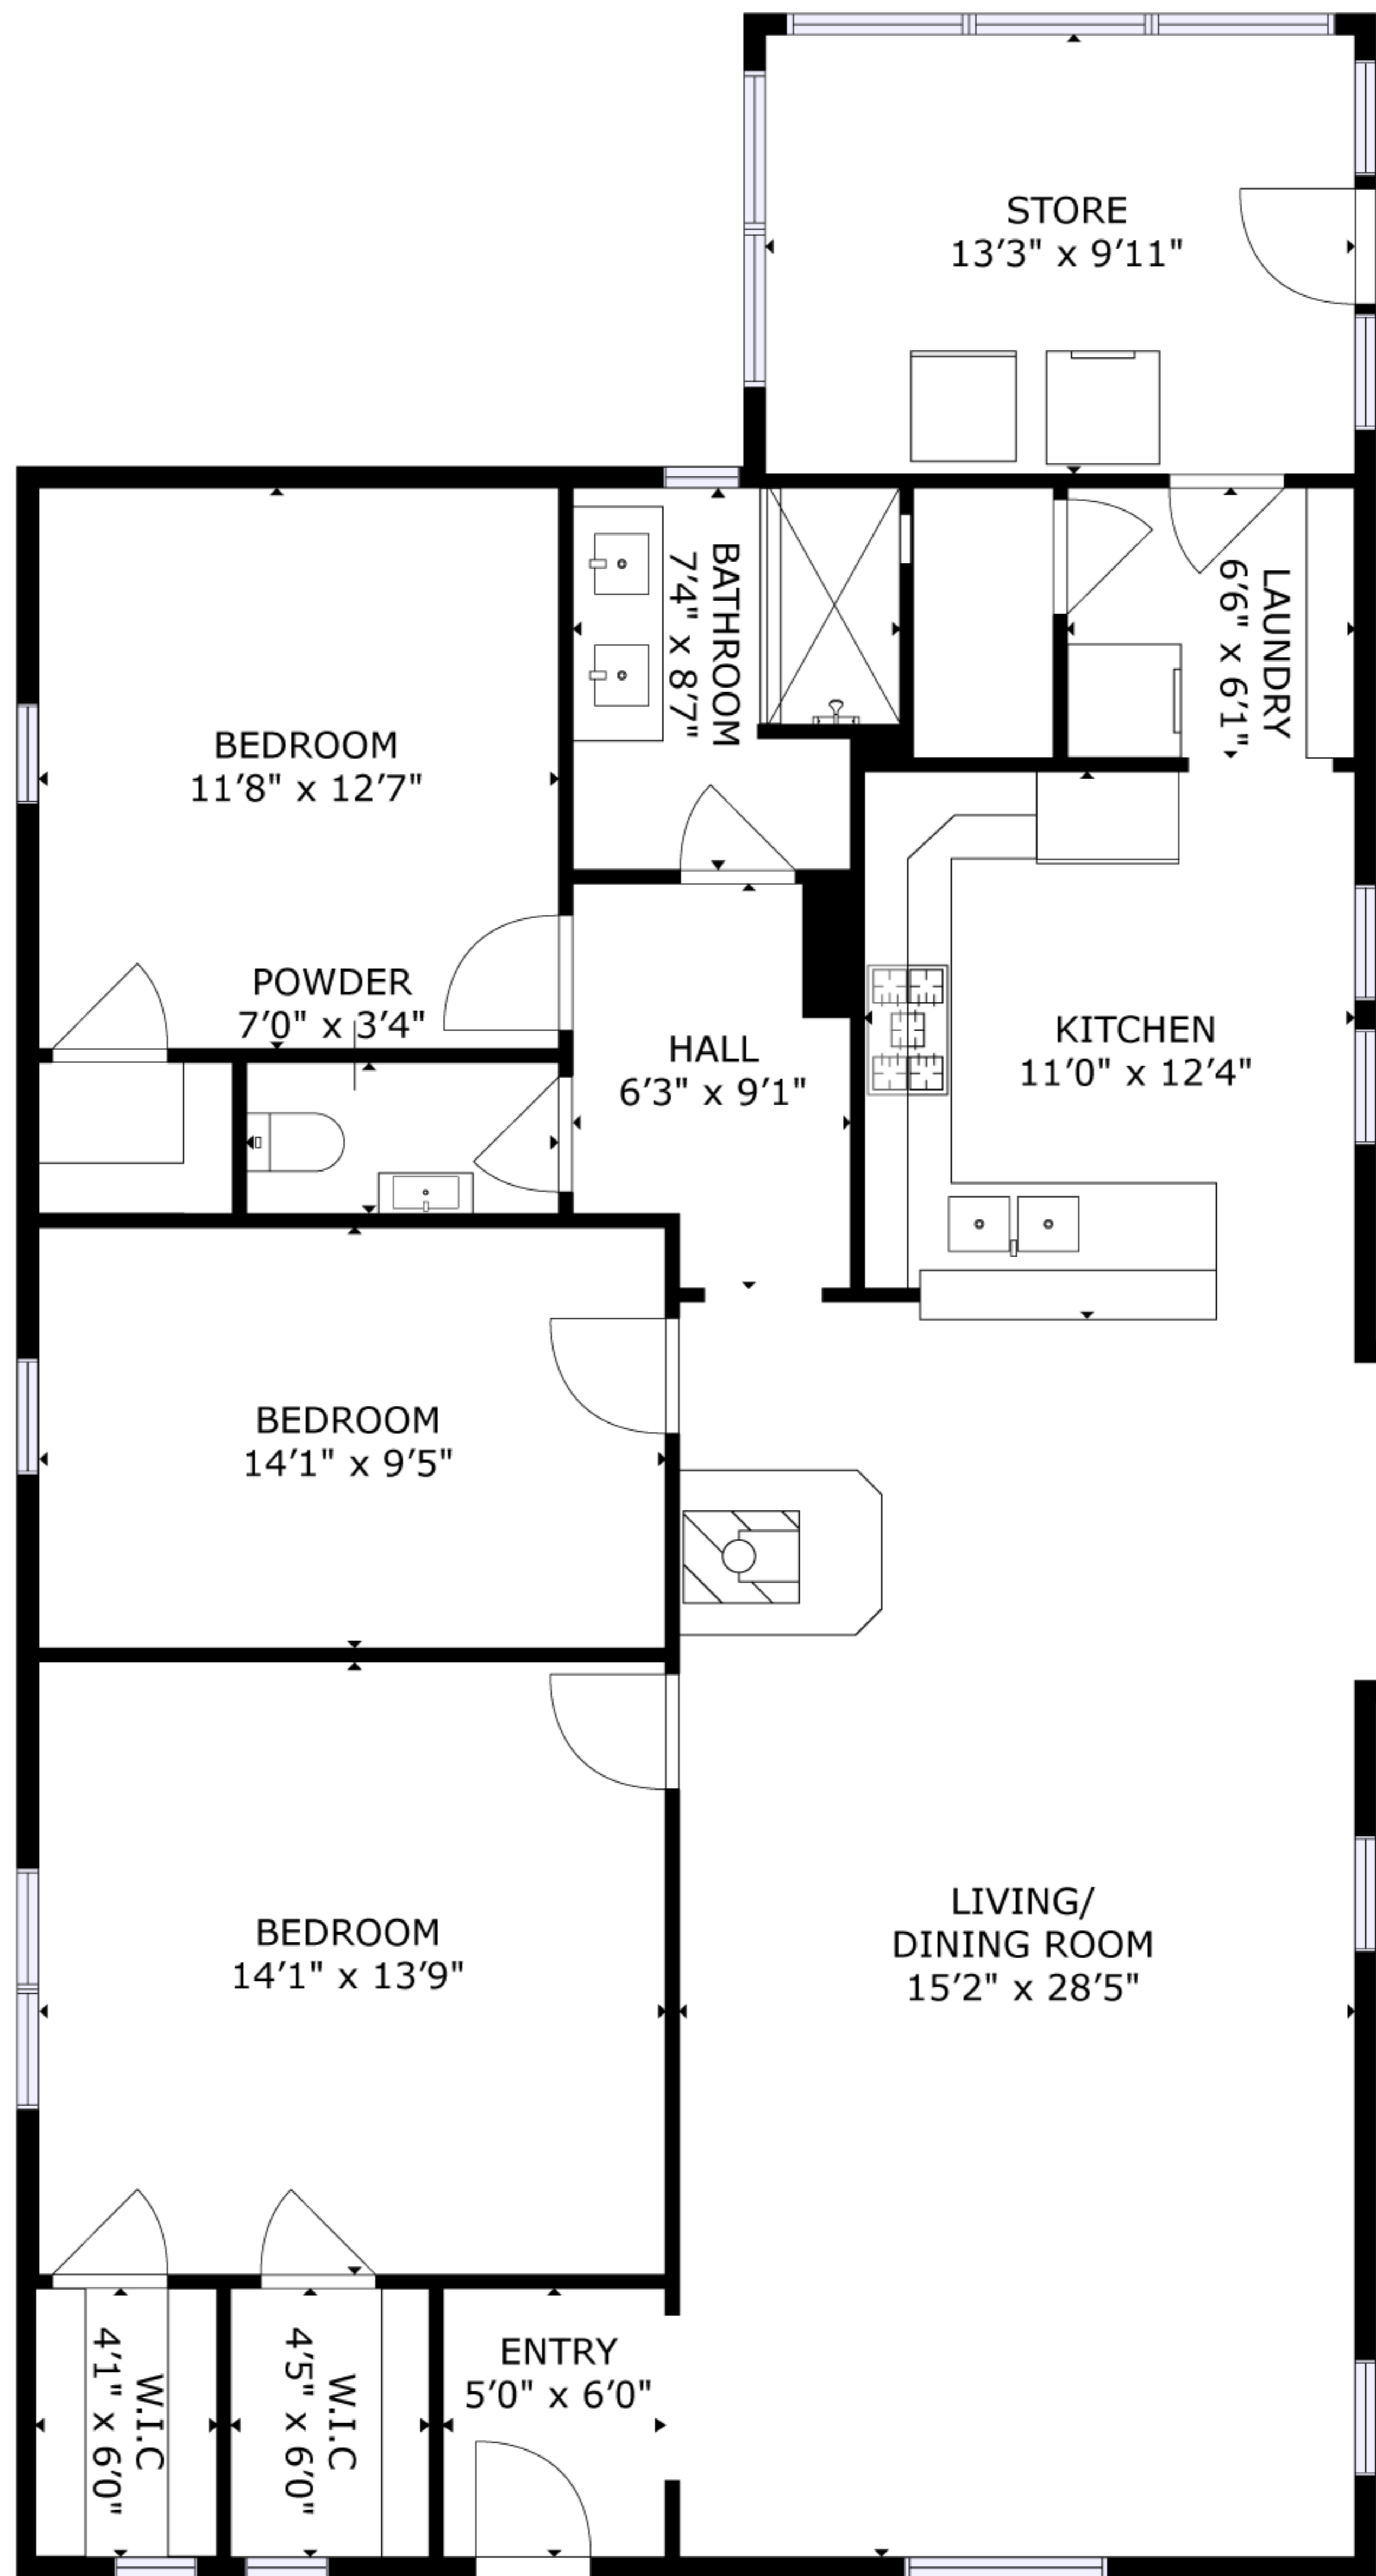 STORE
13'3" x 9'11"
BATHROOM
7'4" x 8'7"
LAUNDRY
6'6" x 6'1"
BEDROOM
11'8" x 12'7"
POWDER
7'0" x 3'4"
HALL
6'3" x 9'1"
KITCHEN
11'0" x 12'4"
BEDROOM
14'1" x 9'5"
BEDROOM
14'1" x 13'9"
LIVING/
DINING ROOM
15'2" x 28'5"
W.I.C
4'1" x 6'0"
W.I.C
4'5" x 6'0"
ENTRY
5'0" x 6'0"